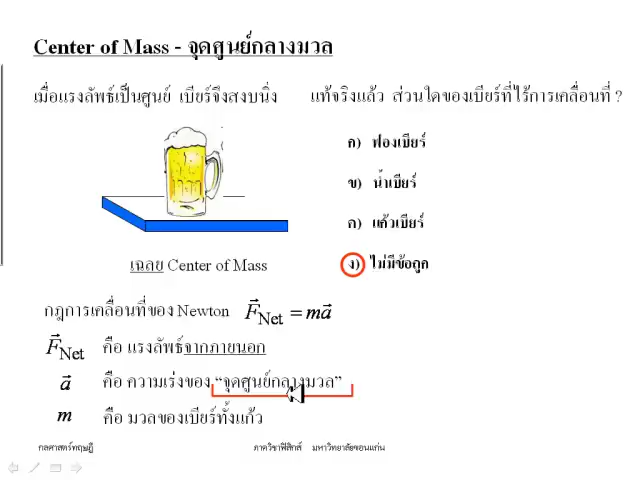 Center of Mass - จุดศูนย์กลางมวล
เมื่อแรงลัพธ์เป็นศูนย์ เบียร์จึงสงบนิ่ง
แท้จริงแล้ว ส่วนใดของเบียร์ที่ไร้การเคลื่อนที่ ?
ก) ฟองเบียร์
ข) น้ำเบียร์
ค) แก้วเบียร์
ง) ไม่มีข้อถูก
เฉลย Center of Mass
กฎการเคลื่อนที่ของ Newton F⃗Net = ma⃗
F⃗Net คือ แรงลัพธ์จากภายนอก
a⃗ คือ ความเร่งของ “จุดศูนย์กลางมวล”
m คือ มวลของเบียร์ทั้งแก้ว
กลศาสตร์ทฤษฎี ภาควิชาฟิสิกส์ มหาวิทยาลัยขอนแก่น